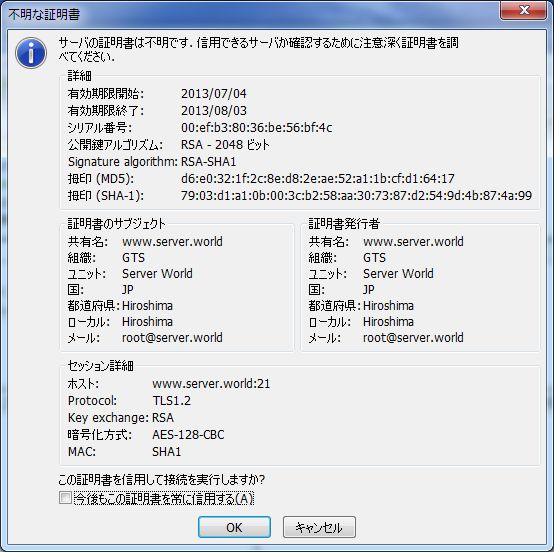 不明な証明書
サーバの証明書は不明です. 信用できるサーバか確認するために注意深く証明書を調
べてください.
詳細
有効期限開始: 2013/07/04
有効期限終了: 2013/08/03
シリアル番号: 00:ef:b3:80:36:be:56:bf:4c
公開鍵アルゴリズム: RSA - 2048 ビット
Signature algorithm: RSA-SHA1
拇印 (MD5): d6:e0:32:1f:2c:8e:d8:2e:ae:52:a1:1b:cf:d1:64:17
拇印 (SHA-1): 79:03:d1:a1:0b:00:3c:b2:58:aa:30:73:87:d2:54:9d:4b:87:4a:99
証明書のサブジェクト
共有名: www.server.world
組織: GTS
ユニット: Server World
国: JP
都道府県: Hiroshima
ローカル: Hiroshima
メール: root@server.world
証明書発行者
共有名: www.server.world
組織: GTS
ユニット: Server World
国: JP
都道府県: Hiroshima
ローカル: Hiroshima
メール: root@server.world
セッション詳細
ホスト: www.server.world:21
Protocol: TLS1.2
Key exchange: RSA
暗号化方式: AES-128-CBC
MAC: SHA1
この証明書を信用して接続を実行しますか?
今後もこの証明書を常に信用する(A)
OK
キャンセル